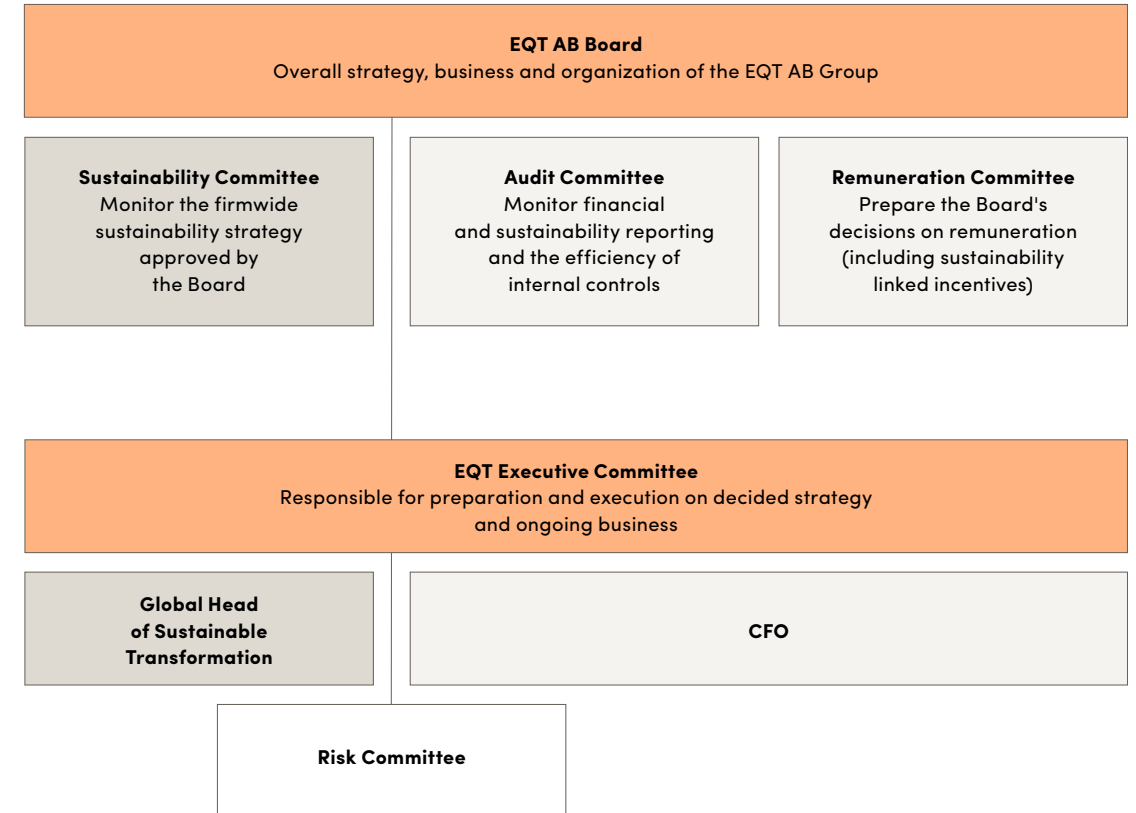 EQT AB Board
Overall strategy, business and organization of the EQT AB Group
Sustainability Committee
Monitor the firmwide
sustainability strategy
approved by
the Board
Audit Committee
Monitor financial
and sustainability reporting
and the efficiency of
internal controls
Remuneration Committee
Prepare the Board's
decisions on remuneration
(including sustainability
linked incentives)
EQT Executive Committee
Responsible for preparation and execution on decided strategy
and ongoing business
Global Head
of Sustainable
Transformation
CFO
Risk Committee